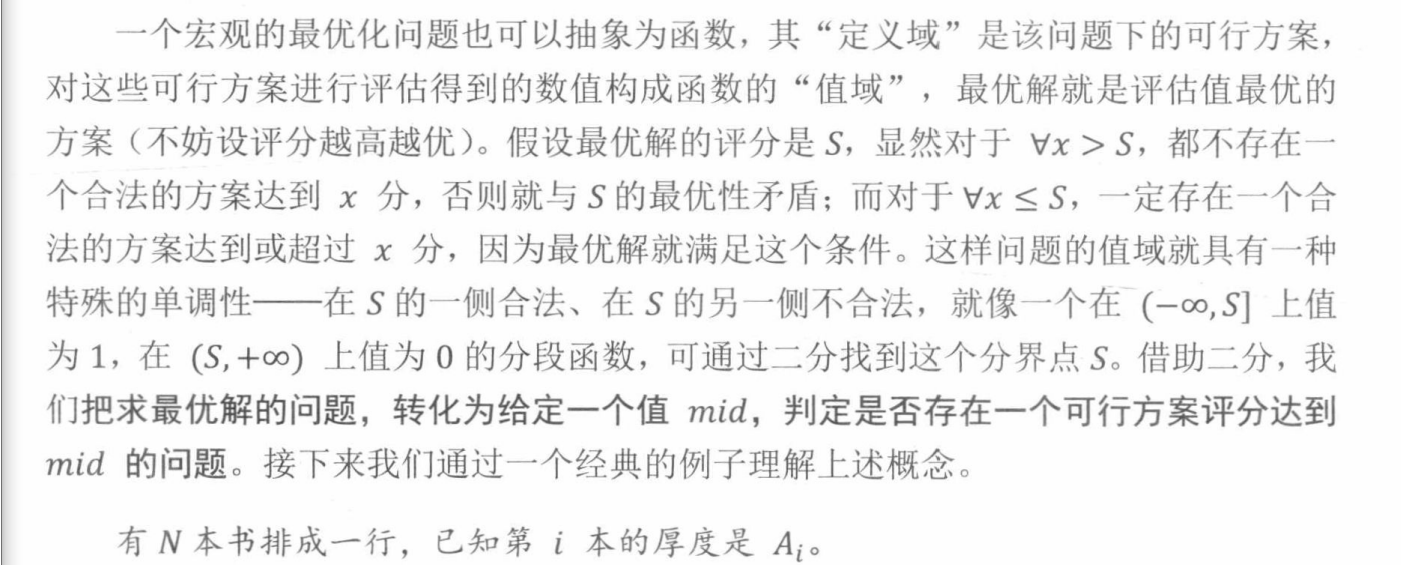 一个宏观的最优化问题也可以抽象为函数，其“定义域”是该问题下的可行方案，
对这些可行方案进行评估得到的数值构成函数的“值域”，最优解就是评估值最优的
方案（不妨设评分越高越优）。假设最优解的评分是 S，显然对于 ∀x > S，都不存在一
个合法的方案达到 x 分，否则就与 S 的最优性矛盾；而对于 ∀x ≤ S，一定存在一个合
法的方案达到或超过 x 分，因为最优解就满足这个条件。这样问题的值域就具有一种
特殊的单调性——在 S 的一侧合法、在 S 的另一侧不合法，就像一个在 (−∞,S] 上值
为 1，在 (S,+∞) 上值为 0 的分段函数，可通过二分找到这个分界点 S。借助二分，我
们把求最优解的问题，转化为给定一个值 mid，判定是否存在一个可行方案评分达到
mid 的问题。接下来我们通过一个经典的例子理解上述概念。
有 N 本书排成一行，已知第 i 本的厚度是 Aᵢ。